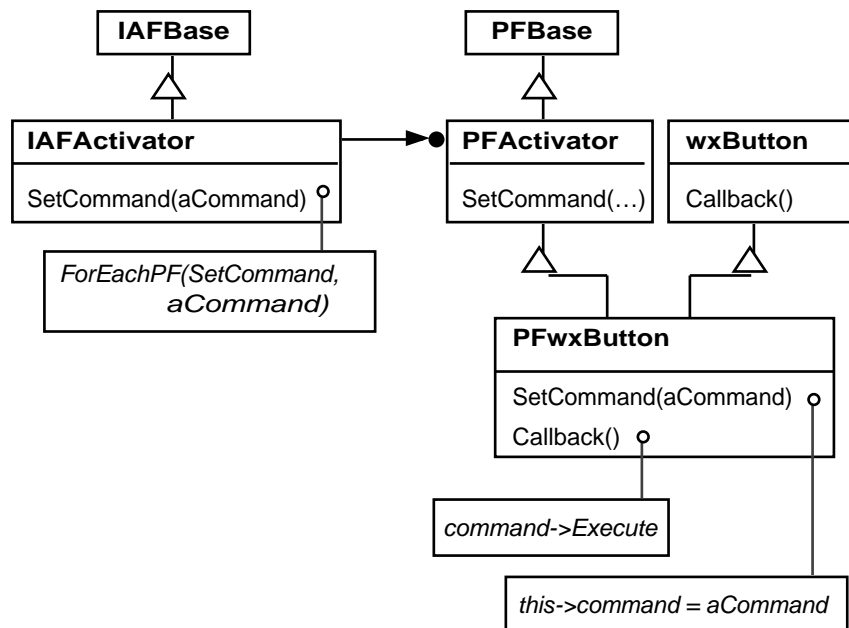 IAFBase
PFBase
IAFActivator
SetCommand(aCommand)
PFActivator
SetCommand(…)
wxButton
Callback()
ForEachPF(SetCommand,
aCommand)
PFwxButton
SetCommand(aCommand)
Callback()
command->Execute
this->command = aCommand